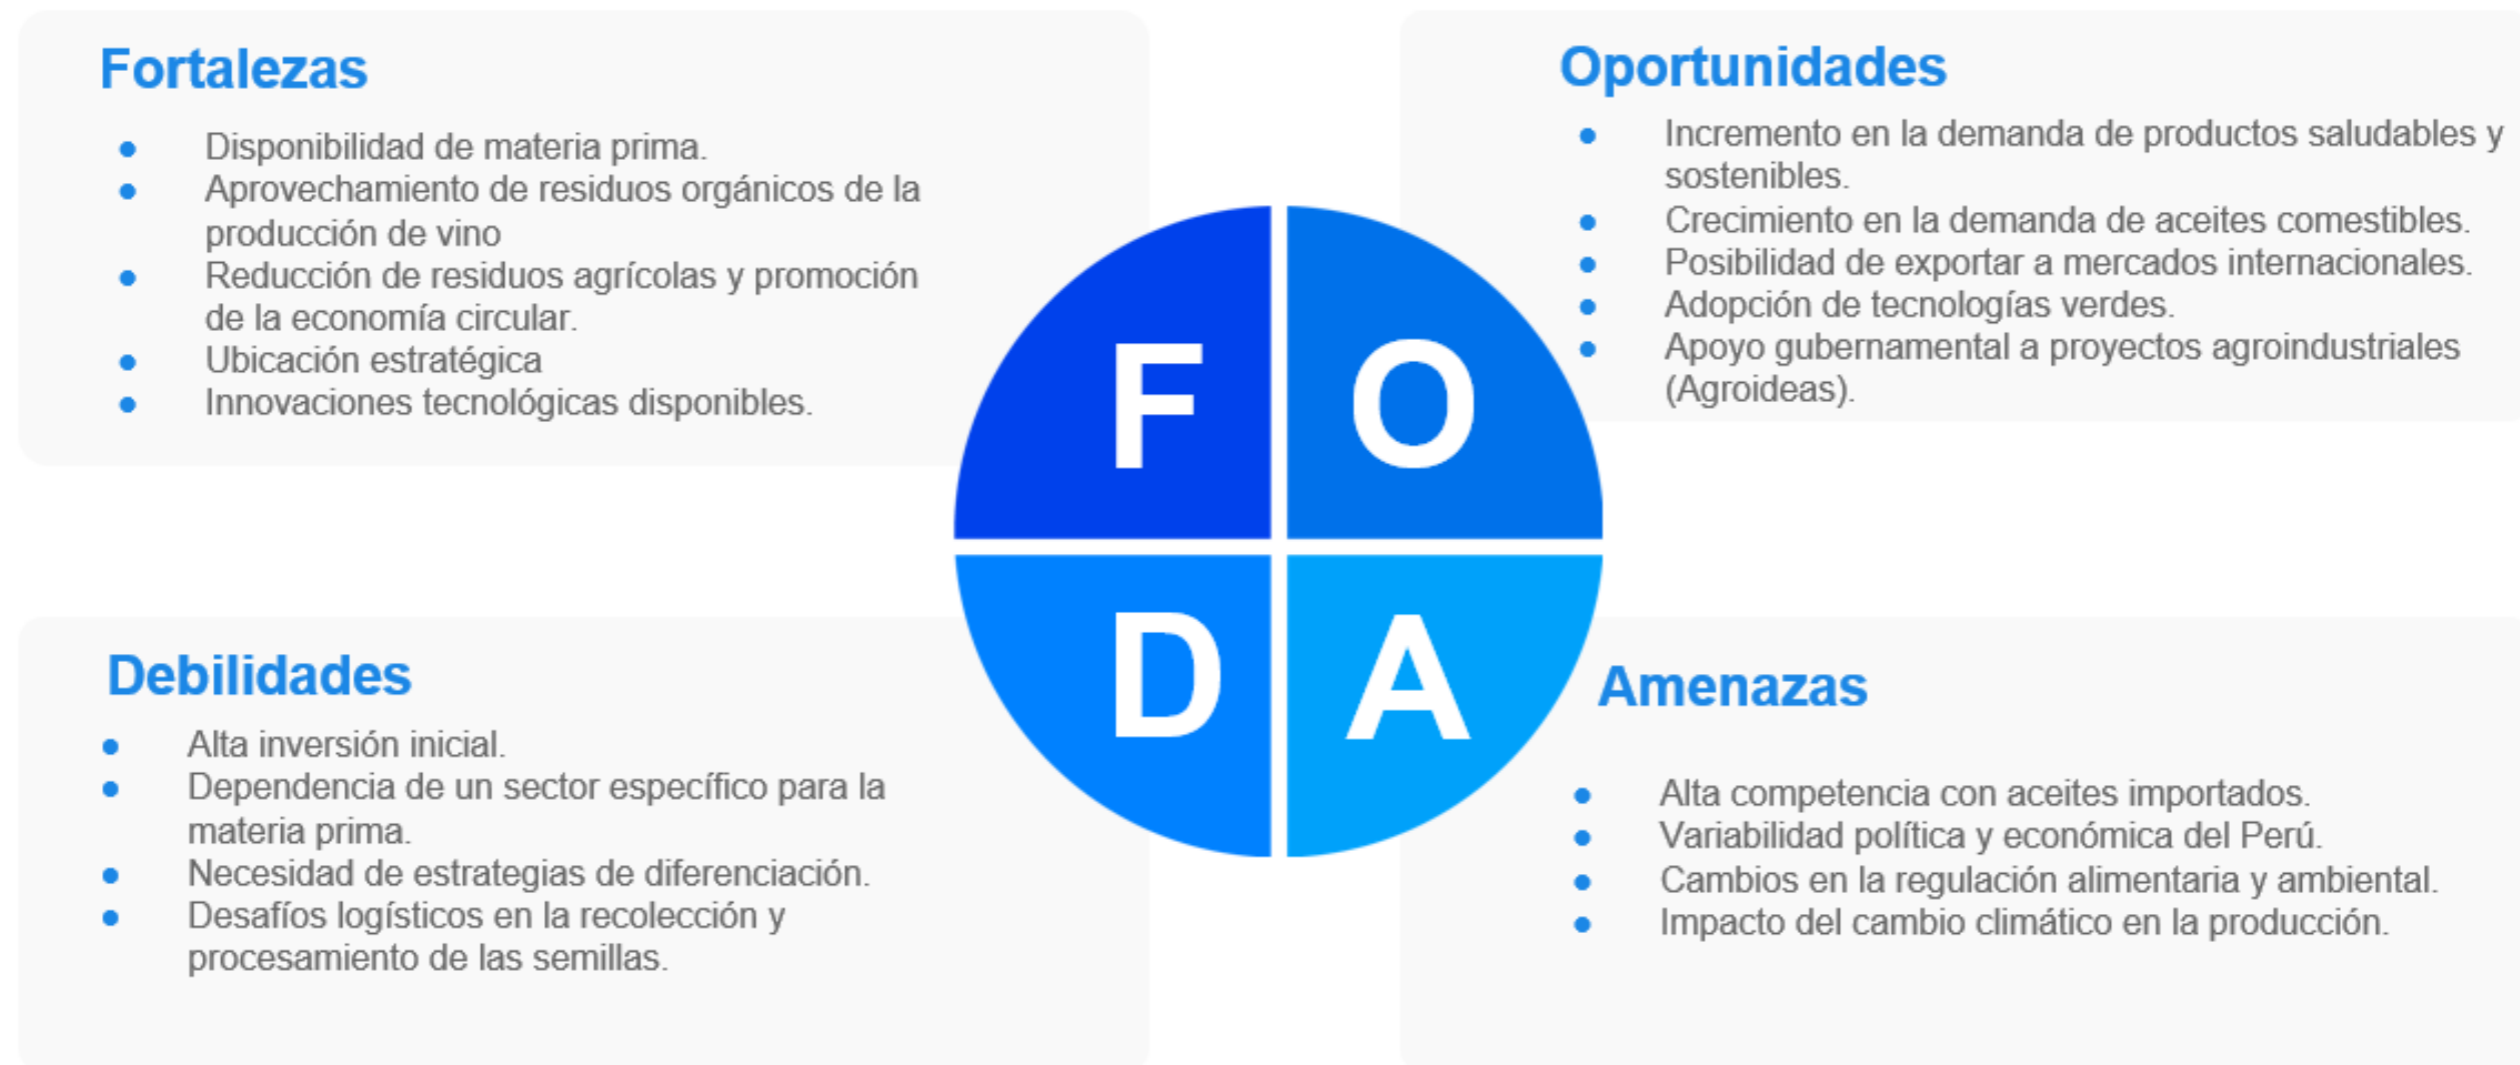 Fortalezas
Disponibilidad de materia prima.
Aprovechamiento de residuos orgánicos de la
producción de vino
Reducción de residuos agrícolas y promoción
de la economía circular.
Ubicación estratégica
Innovaciones tecnológicas disponibles.
Oportunidades
Incremento en la demanda de productos saludables y
sostenibles.
Crecimiento en la demanda de aceites comestibles.
Posibilidad de exportar a mercados internacionales.
Adopción de tecnologías verdes.
Apoyo gubernamental a proyectos agroindustriales
(Agroideas).
F
O
D
A
Debilidades
Alta inversión inicial.
Dependencia de un sector específico para la
materia prima.
Necesidad de estrategias de diferenciación.
Desafíos logísticos en la recolección y
procesamiento de las semillas.
Amenazas
Alta competencia con aceites importados.
Variabilidad política y económica del Perú.
Cambios en la regulación alimentaria y ambiental.
Impacto del cambio climático en la producción.